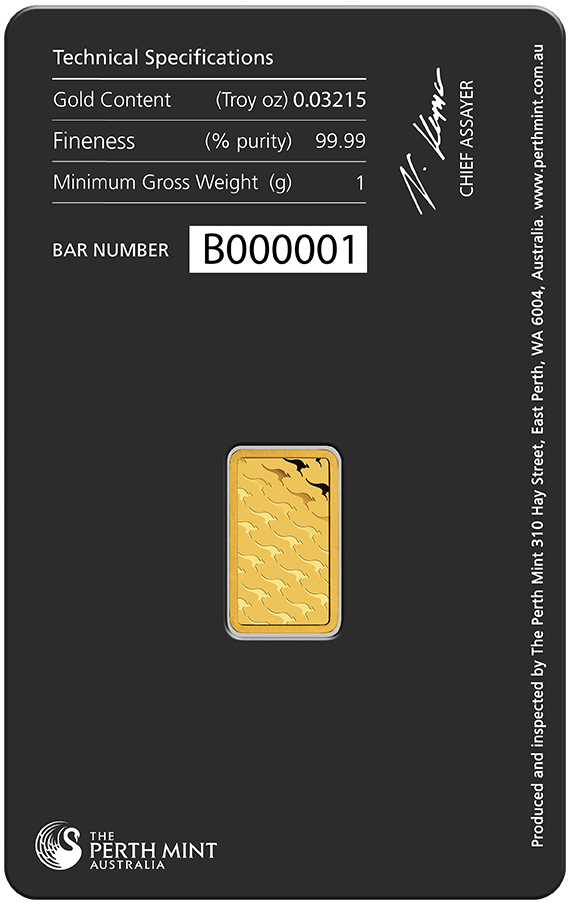 Technical Specifications
Gold Content (Troy oz) 0.03215
Fineness (% purity) 99.99
Minimum Gross Weight (g) 1
BAR NUMBER B000001
CHIEF ASSAYER
Produced and inspected by The Perth Mint 310 Hay Street, East Perth, WA 6004, Australia. www.perthmint.com.au
THE
PERTH MINT
AUSTRALIA